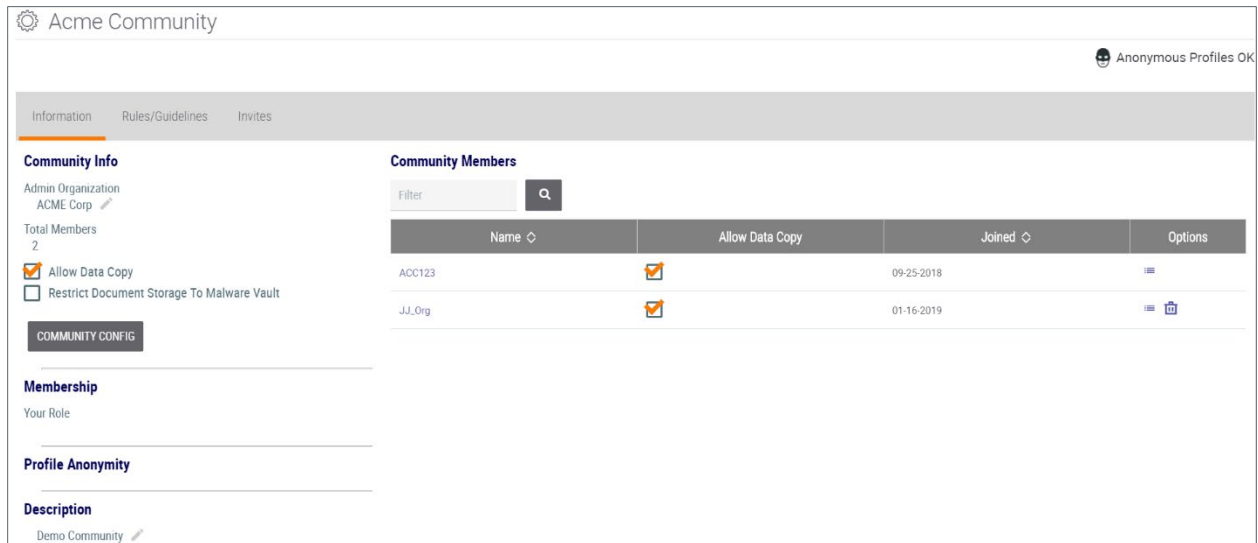 Acme Community
Anonymous Profiles OK
Information Rules/Guidelines Invites
Community Info
Admin Organization
ACME Corp
Total Members
2
Allow Data Copy
Restrict Document Storage To Malware Vault
COMMUNITY CONFIG
Membership
Your Role
Profile Anonymity
Description
Demo Community
Community Members
Filter
Name Allow Data Copy Joined Options
ACC123 09-25-2018
JJ_Org 01-16-2019